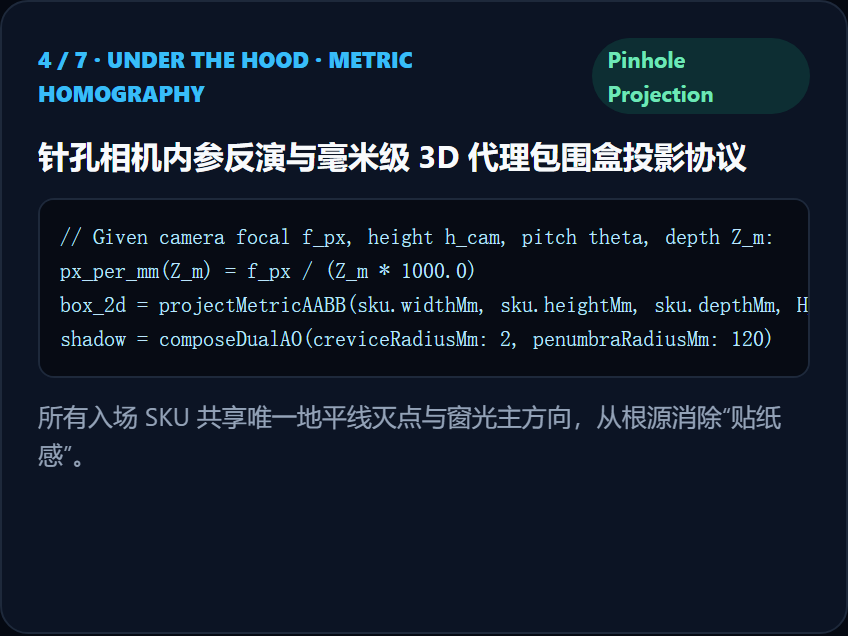 4 / 7 · UNDER THE HOOD · METRIC
HOMOGRAPHY
Pinhole
Projection
针孔相机内参反演与毫米级 3D 代理包围盒投影协议
// Given camera focal f_px, height h_cam, pitch theta, depth Z_m:
px_per_mm(Z_m) = f_px / (Z_m * 1000.0)
box_2d = projectMetricAABB(sku.widthMm, sku.heightMm, sku.depthMm, H
shadow = composeDualAO(creviceRadiusMm: 2, penumbraRadiusMm: 120)
所有入场 SKU 共享唯一地平线灭点与窗光主方向，从根源消除“贴纸
感”。